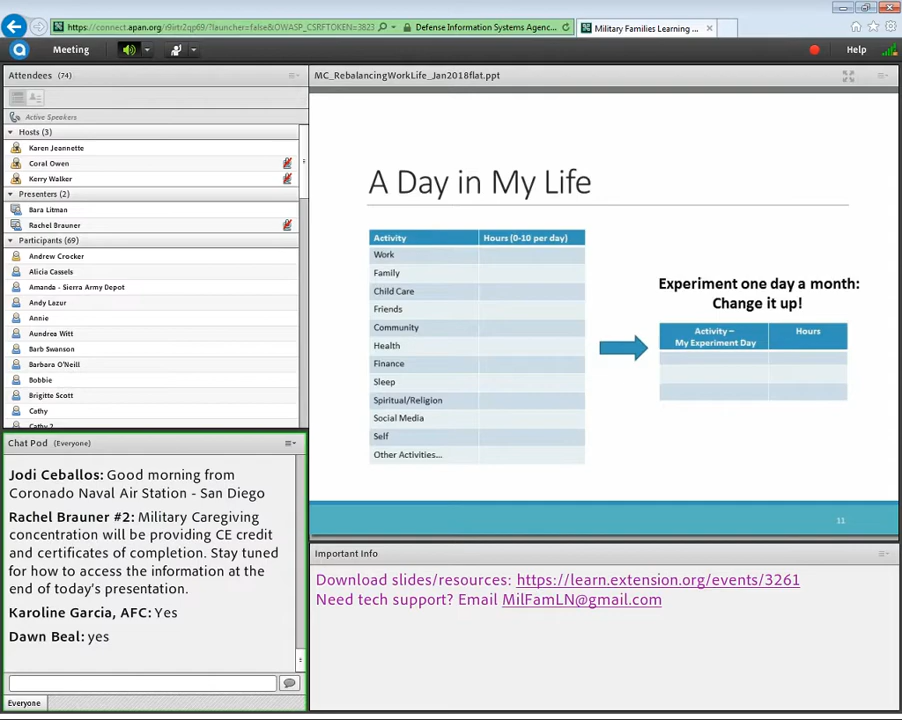 https://connect.apan.org/r9irtr2qp69/?launcher=false&OWASP_CSRFTOKEN=3823
Defense Information Systems Agenc...
Military Families Learning ...
Meeting
Help
Attendees (74)
Active Speakers
Hosts (3)
Karen Jeannette
Coral Owen
Kerry Walker
Presenters (2)
Bara Litman
Rachel Brauner
Participants (69)
Andrew Crocker
Alicia Cassels
Amanda - Sierra Army Depot
Andy Lazur
Annie
Aundrea Witt
Barb Swanson
Barbara O'Neill
Bobbie
Brigitte Scott
Cathy
Cathy 2
Chat Pod (Everyone)
Jodi Ceballos: Good morning from
Coronado Naval Air Station - San Diego
Rachel Brauner #2: Military Caregiving
concentration will be providing CE credit
and certificates of completion. Stay tuned
for how to access the information at the
end of today's presentation.
Karoline Garcia, AFC: Yes
Dawn Beal: yes
Everyone
MC_RebalancingWorkLife_Jan2018flat.ppt
A Day in My Life
Activity Hours (0-10 per day)
Work
Family
Child Care
Friends
Community
Health
Finance
Sleep
Spiritual/Religion
Social Media
Self
Other Activities...
Experiment one day a month:
Change it up!
Activity – Hours
My Experiment Day
11
Important Info
Download slides/resources: https://learn.extension.org/events/3261
Need tech support? Email MilFamLN@gmail.com